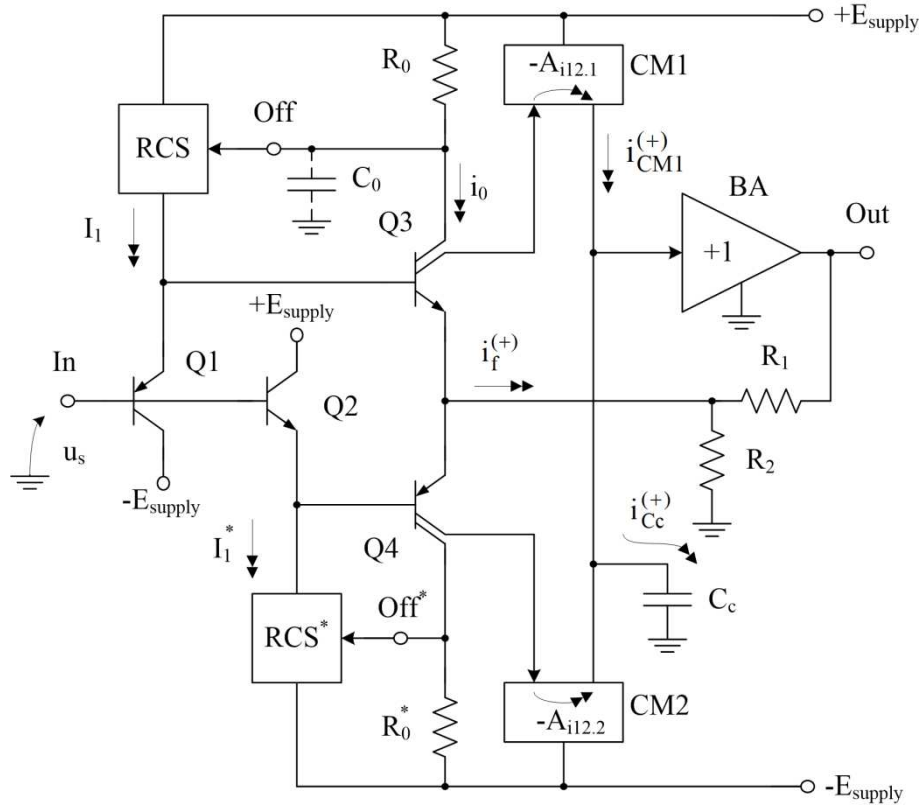 +E_supply
R_0
-A_i12.1
CM1
Off
RCS
C_0
i_0
i_CM1^(+)
BA
Out
Q3
+1
I_1
+E_supply
i_f^(+)
R_1
In
Q1
Q2
u_s
R_2
-E_supply
I_1^*
Q4
i_Cc^(+)
Off^*
C_c
RCS^*
R_0^*
CM2
-A_i12.2
-E_supply